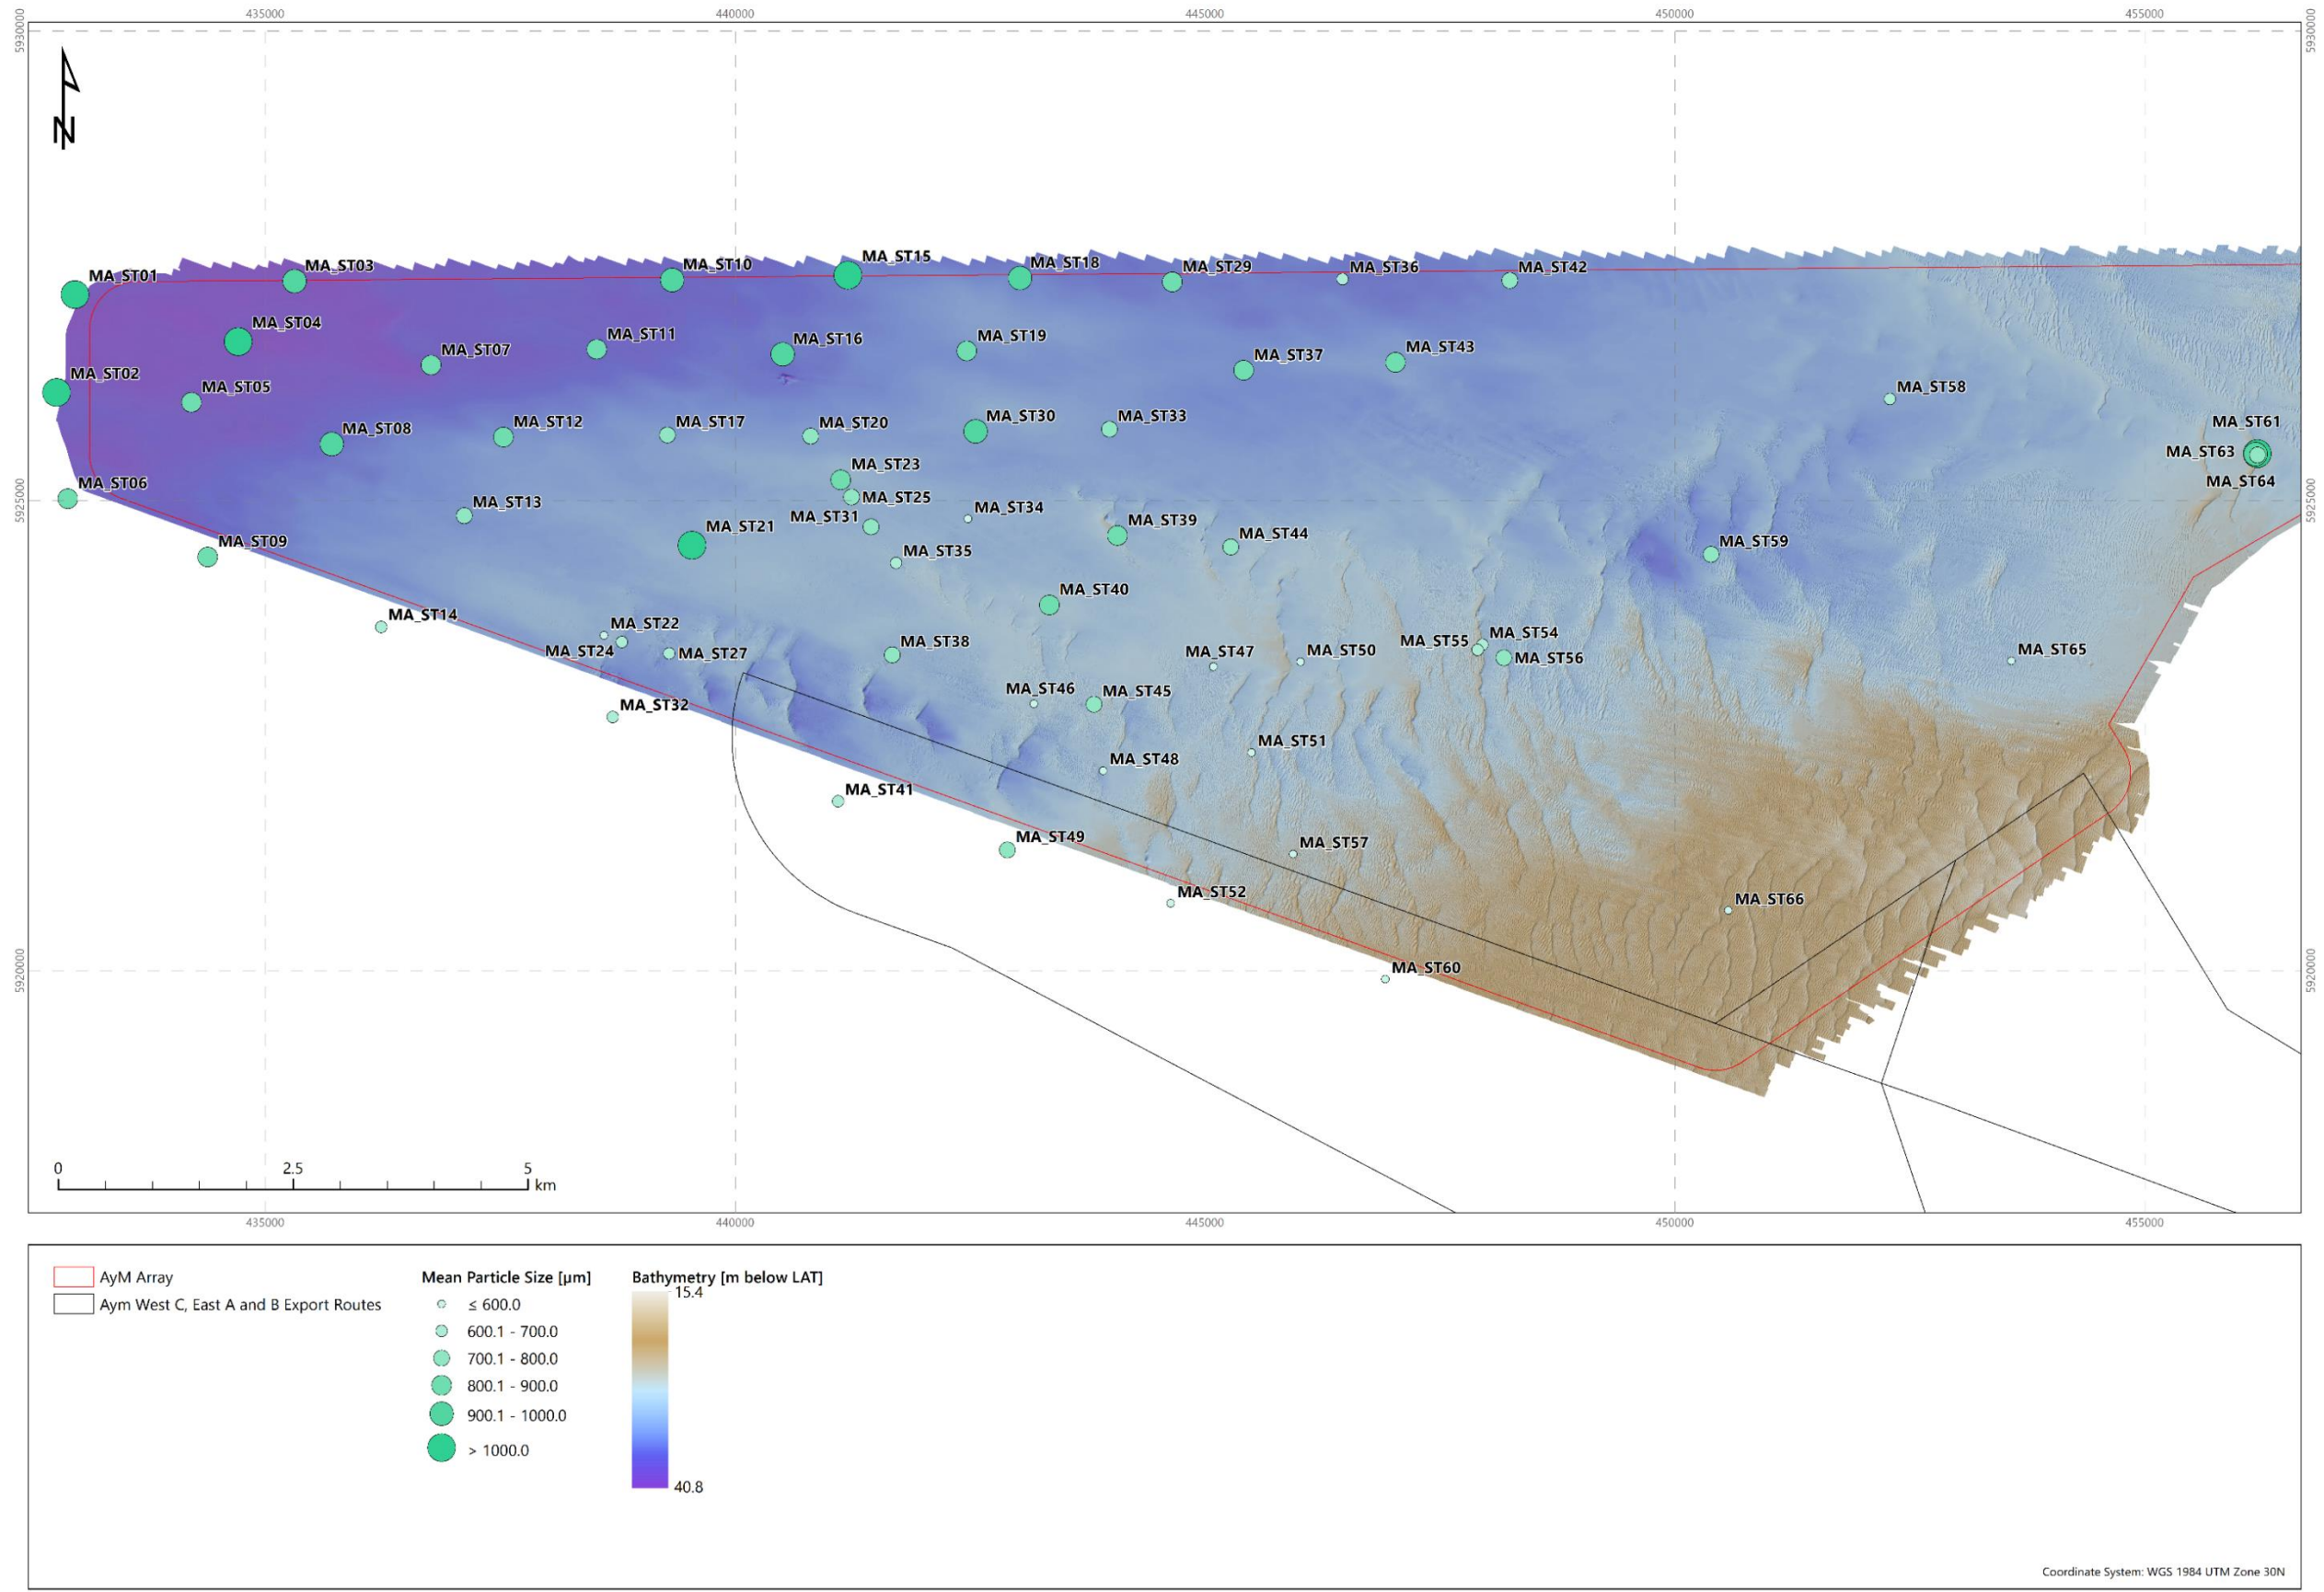 435000 440000 445000 450000 455000
5930000 5930000
N
MA_ST01 MA_ST03 MA_ST10 MA_ST15 MA_ST18 MA_ST29 MA_ST36 MA_ST42
MA_ST04 MA_ST07 MA_ST11 MA_ST16 MA_ST19 MA_ST37 MA_ST43
MA_ST02 MA_ST05 MA_ST58
MA_ST08 MA_ST12 MA_ST17 MA_ST20 MA_ST30 MA_ST33 MA_ST61
MA_ST23 MA_ST63
MA_ST06 MA_ST25 MA_ST64
5925000 5925000
MA_ST13 MA_ST31 MA_ST34
MA_ST09 MA_ST21 MA_ST39 MA_ST44 MA_ST59
MA_ST35
MA_ST40
MA_ST14 MA_ST22 MA_ST54
MA_ST24 MA_ST27 MA_ST38 MA_ST47 MA_ST50 MA_ST55 MA_ST56 MA_ST65
MA_ST32 MA_ST46 MA_ST45
MA_ST51
MA_ST48
MA_ST41
MA_ST49 MA_ST57
MA_ST52 MA_ST66
MA_ST60
5920000 5920000
0 2.5 5
km
435000 440000 445000 450000 455000
AyM Array
Aym West C, East A and B Export Routes
Mean Particle Size [µm]
≤ 600.0
600.1 - 700.0
700.1 - 800.0
800.1 - 900.0
900.1 - 1000.0
> 1000.0
Bathymetry [m below LAT]
15.4
40.8
Coordinate System: WGS 1984 UTM Zone 30N